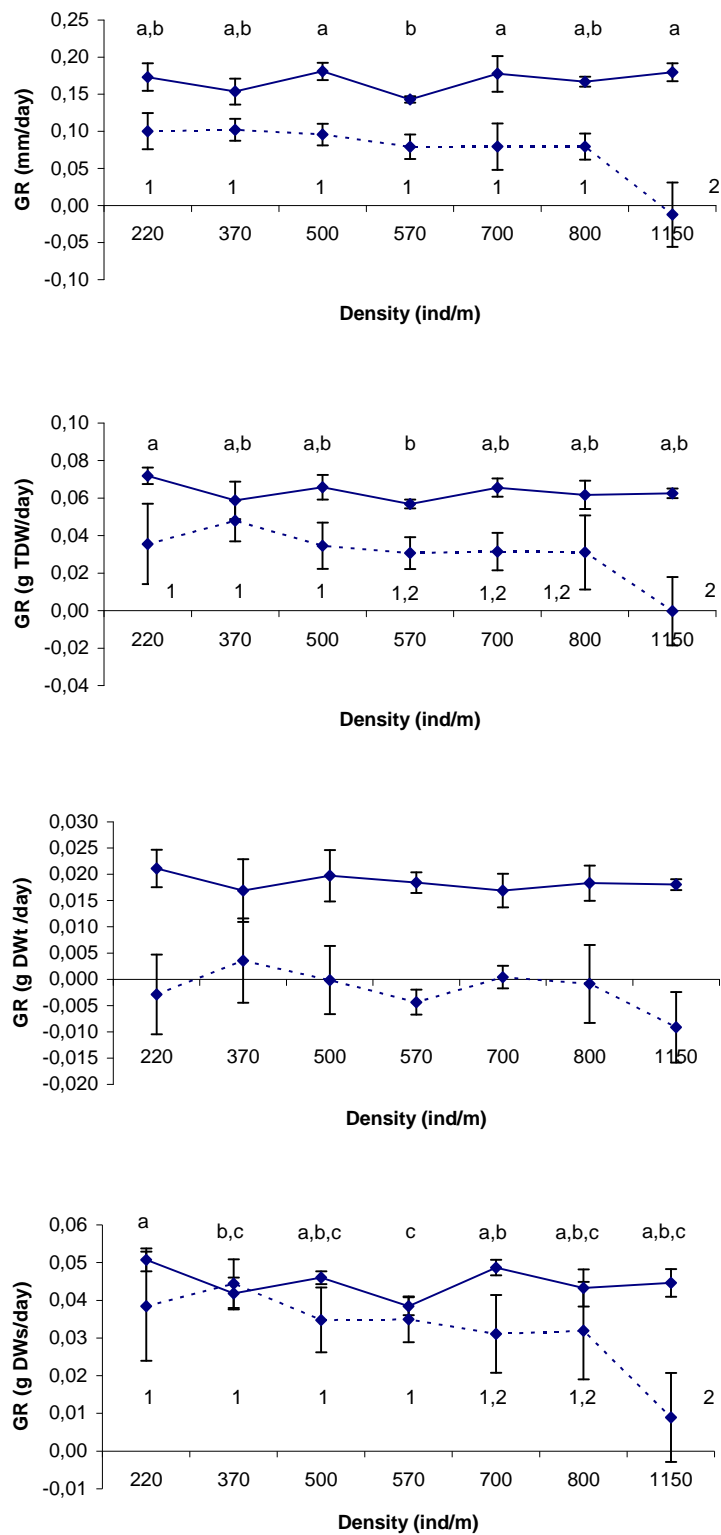 a,b a,b a b a a,b a
0,25
0,20
0,15
0,10
0,05
0,00
-0,05
-0,10
GR (mm/day)
1 1 1 1 1 1 2
220 370 500 570 700 800 1150
Density (ind/m)
0,10
0,08
0,06
0,04
0,02
0,00
-0,02
-0,04
GR (g TDW/day)
a a,b a,b b a,b a,b a,b
1 1 1 1,2 1,2 1,2 2
220 370 500 570 700 800 1150
Density (ind/m)
0,030
0,025
0,020
0,015
0,010
0,005
0,000
-0,005
-0,010
-0,015
-0,020
GR (g DWt /day)
220 370 500 570 700 800 1150
Density (ind/m)
0,06
0,05
0,04
0,03
0,02
0,01
0,00
-0,01
GR (g DWs/day)
a b,c a,b,c c a,b a,b,c a,b,c
1 1 1 1 1,2 1,2 2
220 370 500 570 700 800 1150
Density (ind/m)